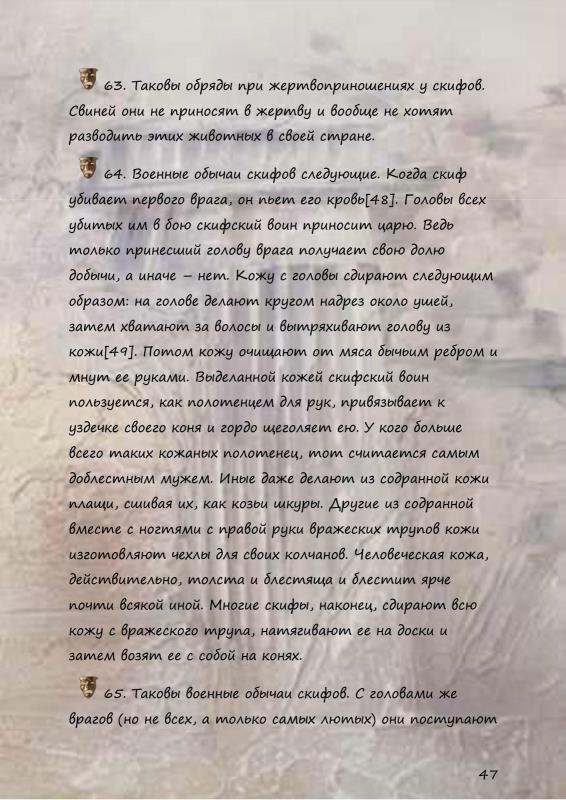 63. Таковы обряды при жертвоприношениях у скифов.
Свиней они не приносят в жертву и вообще не хотят
разводить этих животных в своей стране.
64. Военные обычаи скифов следующие. Когда скиф
убивает первого врага, он пьет его кровь[48]. Головы всех
убитых им в бою скифский воин приносит царю. Ведь
только принесший голову врага получает свою долю
добычи, а иначе – нет. Кожу с головы сдирают следующим
образом: на голове делают кругом надрез около ушей,
затем хватают за волосы и вытряхивают голову из
кожи[49]. Потом кожу очищают от мяса бычьим ребром и
мнут ее руками. Выделанной кожей скифский воин
пользуется, как полотенцем для рук, привязывает к
уздечке своего коня и гордо щеголяет ею. У кого больше
всего таких кожаных полотенец, тот считается самым
доблестным мужем. Иные даже делают из содранной кожи
плащи, сшивая их, как козьи шкуры. Другие из содранной
вместе с ногтями с правой руки вражеских трупов кожи
изготовляют чехлы для своих колчанов. Человеческая кожа,
действительно, толста и блестяща и блестит ярче
почти всякой иной. Многие скифы, наконец, сдирают всю
кожу с вражеского трупа, натягивают ее на доски и
затем возят ее с собой на конях.
65. Таковы военные обычаи скифов. С головами же
врагов (но не всех, а только самых лютых) они поступают
47